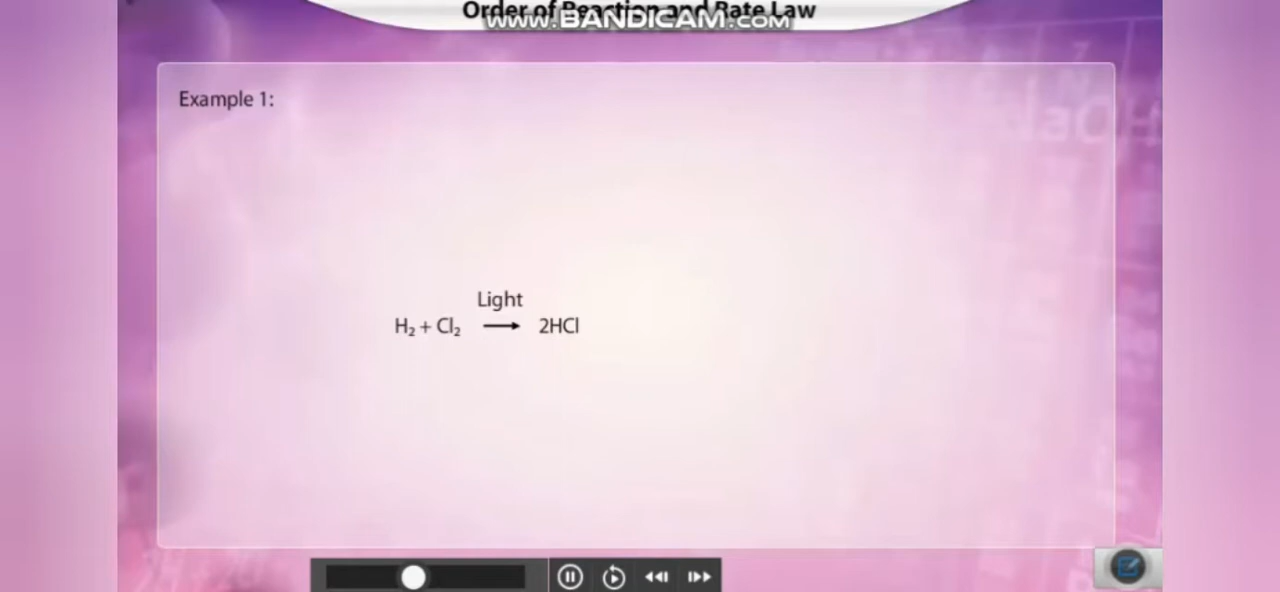 Order of Reaction and Rate Law
WWW.BANDICAM.COM
Example 1:
Light
H₂ + Cl₂ ⟶ 2HCl